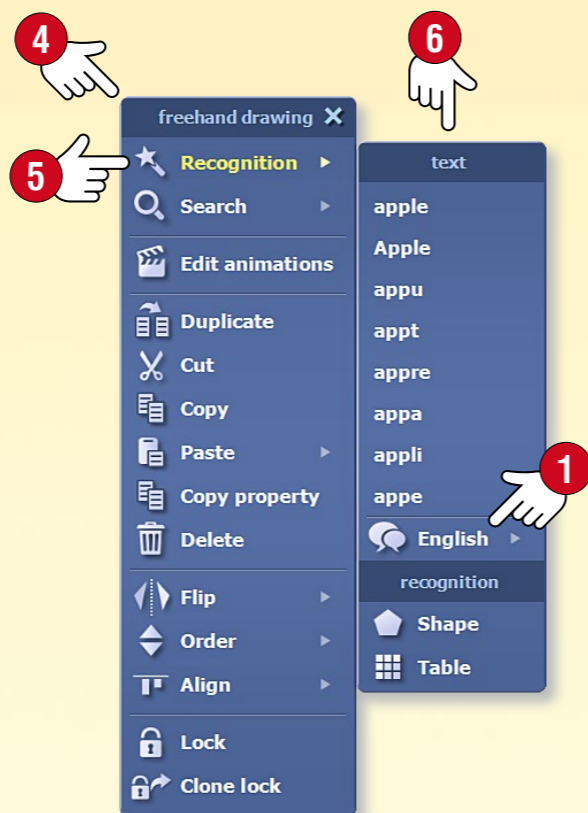 4
6
freehand drawing
5
Recognition
Search
Edit animations
Duplicate
Cut
Copy
Paste
Copy property
Delete
Flip
Order
Align
Lock
Clone lock
text
apple
Apple
appu
appt
appre
appa
appli
appe
1
English
recognition
Shape
Table